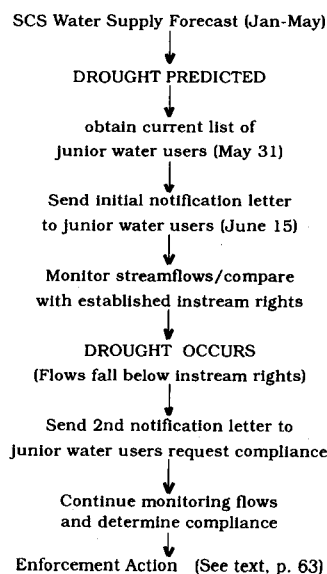 SCS Water Supply Forecast (Jan-May)
DROUGHT PREDICTED
obtain current list of
junior water users (May 31)
Send initial notification letter
to junior water users (June 15)
Monitor streamflows/compare
with established instream rights
DROUGHT OCCURS
(Flows fall below instream rights)
Send 2nd notification letter to
junior water users request compliance
Continue monitoring flows
and determine compliance
Enforcement Action (See text, p. 63)